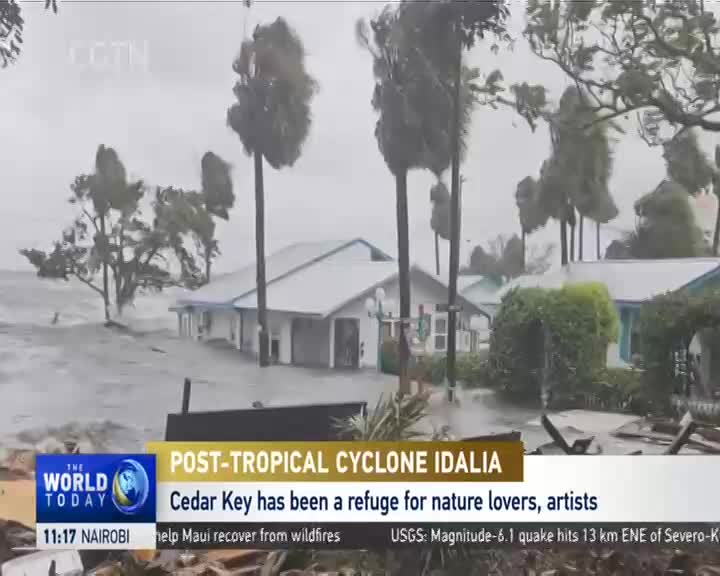 CGTN
POST-TROPICAL CYCLONE IDALIA
THE WORLD TODAY
Cedar Key has been a refuge for nature lovers, artists
11:17 NAIROBI
help Maui recover from wildfires USGS: Magnitude-6.1 quake hits 13 km ENE of Severo-K